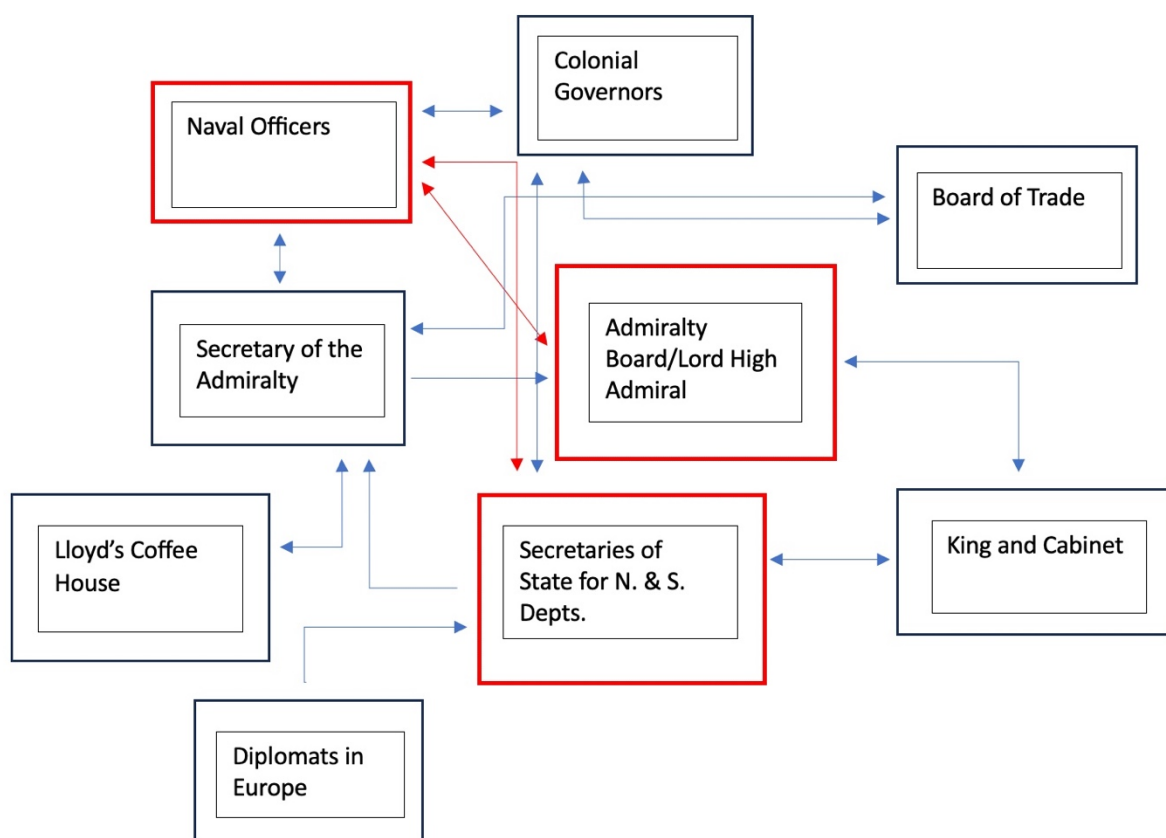 Colonial
Governors
Naval Officers
Board of Trade
Secretary of the
Admiralty
Admiralty
Board/Lord High
Admiral
Lloyd’s Coffee
House
Secretaries of
State for N. & S.
Depts.
King and Cabinet
Diplomats in
Europe